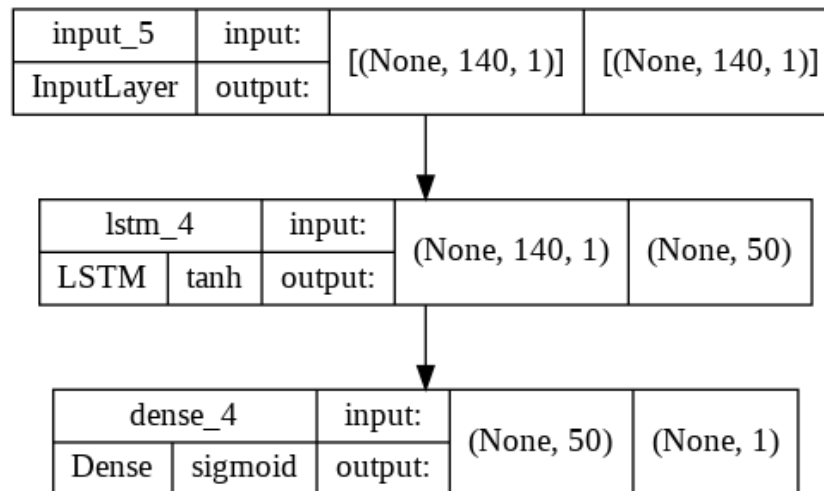 input_5 input: [(None, 140, 1)] [(None, 140, 1)]
InputLayer output:
lstm_4 input: (None, 140, 1) (None, 50)
LSTM tanh output:
dense_4 input: (None, 50) (None, 1)
Dense sigmoid output: